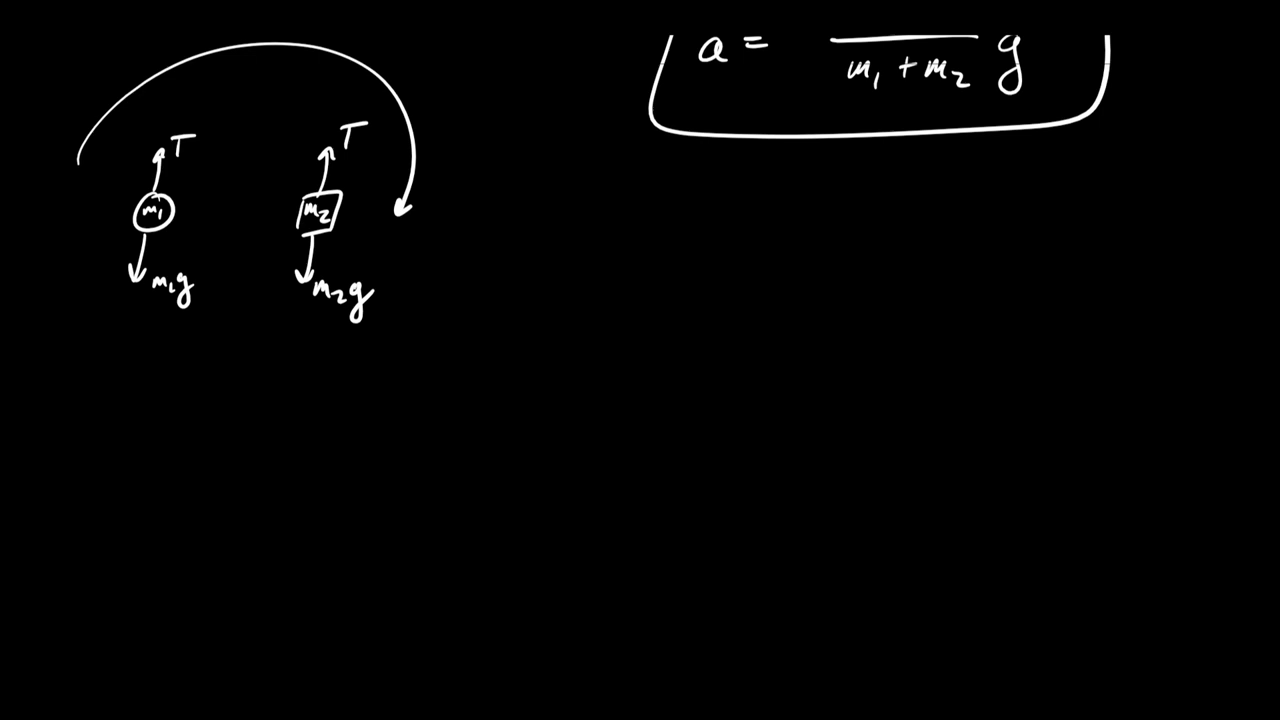 a = ——— g
m₁ + m₂
T T
m₁ m₂
m₁g m₂g